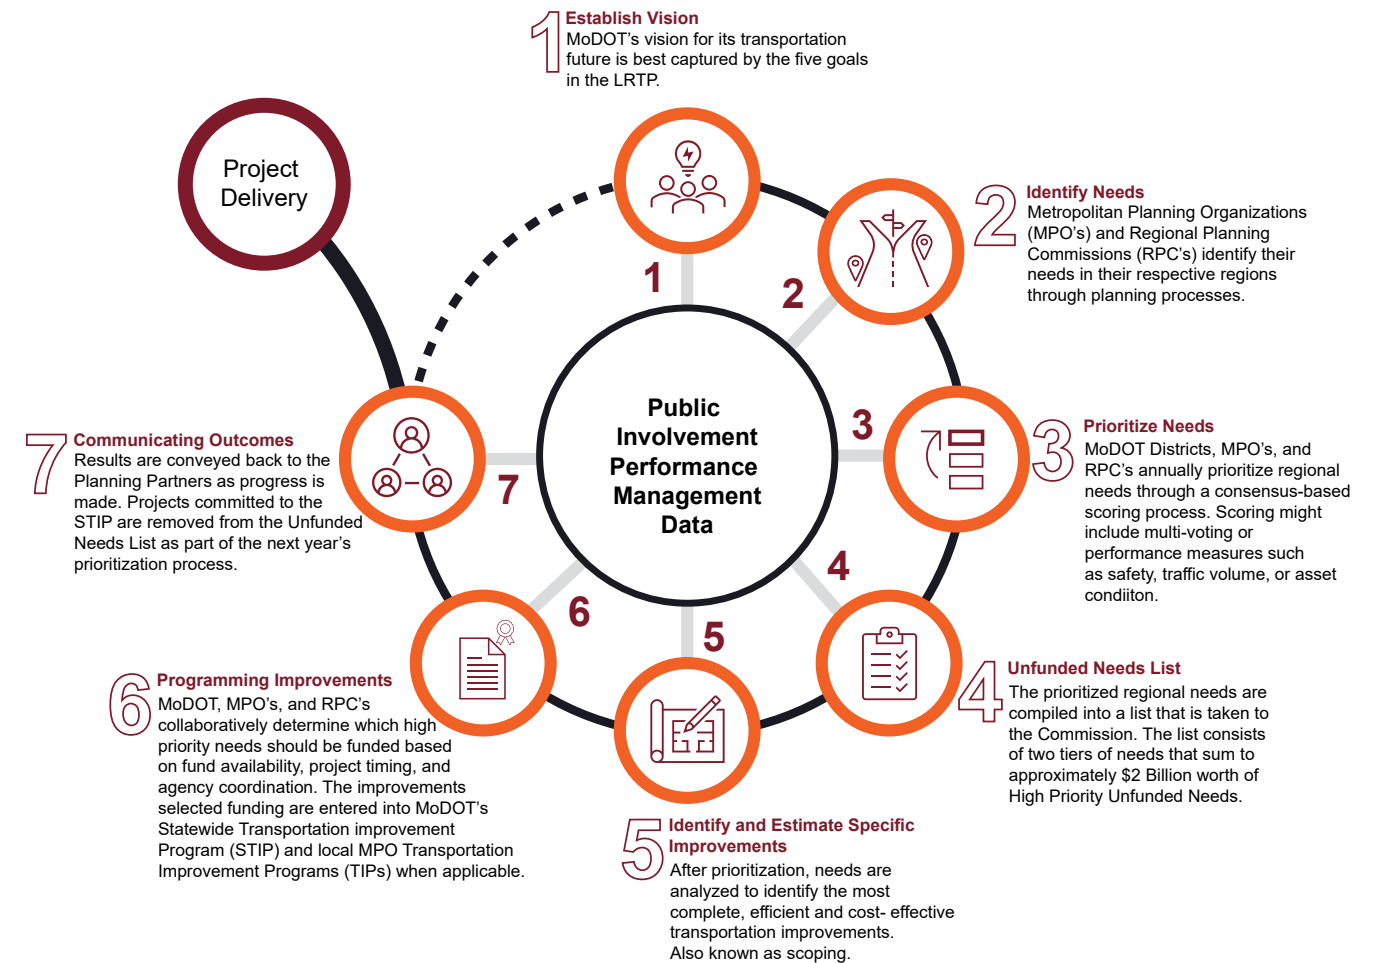 1
Establish Vision
MoDOT's vision for its transportation
future is best captured by the five goals
in the LRTP.
Project
Delivery
2
Identify Needs
Metropolitan Planning Organizations
(MPO's) and Regional Planning
Commissions (RPC's) identify their
needs in their respective regions
through planning processes.
1
2
3
4
5
6
7
Public
Involvement
Performance
Management
Data
3
Prioritize Needs
MoDOT Districts, MPO's, and
RPC's annually prioritize regional
needs through a consensus-based
scoring process. Scoring might
include multi-voting or
performance measures such
as safety, traffic volume, or asset
condiiton.
4
Unfunded Needs List
The prioritized regional needs are
compiled into a list that is taken to
the Commission. The list consists
of two tiers of needs that sum to
approximately $2 Billion worth of
High Priority Unfunded Needs.
5
Identify and Estimate Specific
Improvements
After prioritization, needs are
analyzed to identify the most
complete, efficient and cost- effective
transportation improvements.
Also known as scoping.
6
Programming Improvements
MoDOT, MPO's, and RPC's
collaboratively determine which high
priority needs should be funded based
on fund availability, project timing, and
agency coordination. The improvements
selected funding are entered into MoDOT's
Statewide Transportation improvement
Program (STIP) and local MPO Transportation
Improvement Programs (TIPs) when applicable.
7
Communicating Outcomes
Results are conveyed back to the
Planning Partners as progress is
made. Projects committed to the
STIP are removed from the Unfunded
Needs List as part of the next year's
prioritization process.